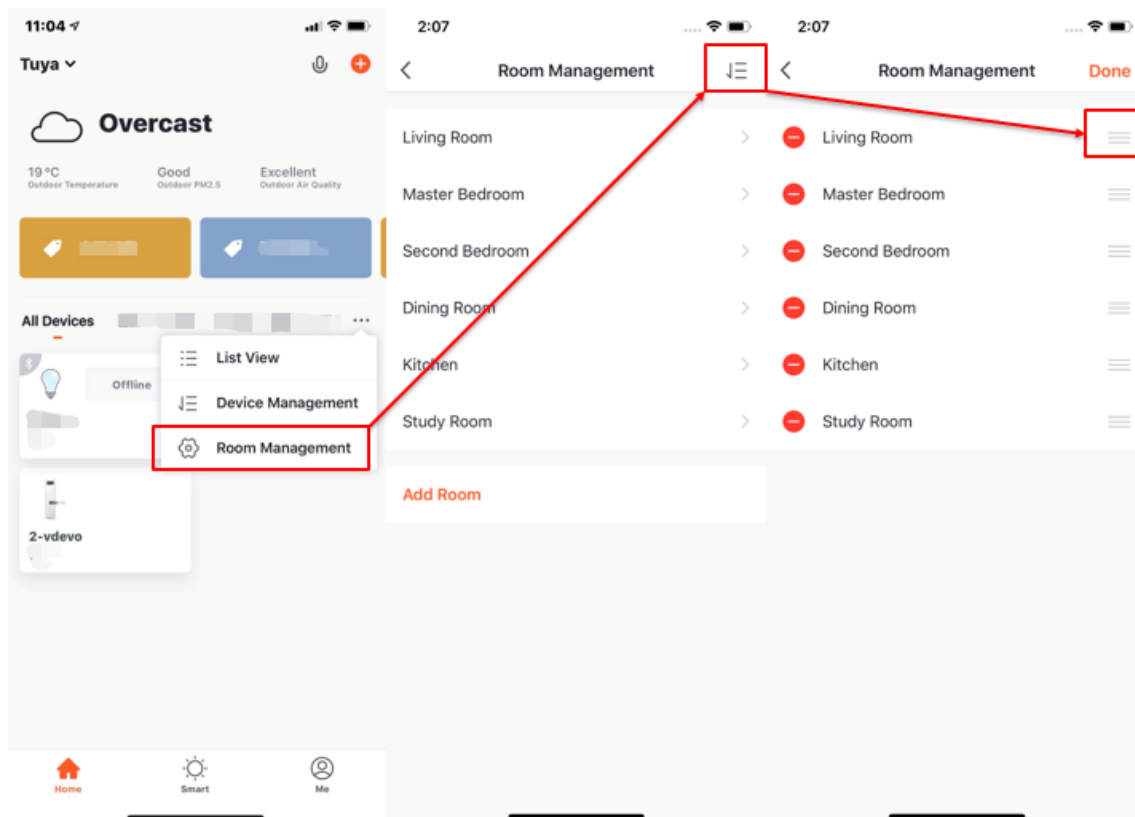 11:04
Tuya
Overcast
19 °C
Outdoor Temperature
Good
Outdoor PM2.5
Excellent
Outdoor Air Quality
All Devices
Offline
List View
Device Management
Room Management
2-vdevo
Home
Smart
Me
2:07
Room Management
Living Room
Master Bedroom
Second Bedroom
Dining Room
Kitchen
Study Room
Add Room
2:07
Room Management
Done
Living Room
Master Bedroom
Second Bedroom
Dining Room
Kitchen
Study Room